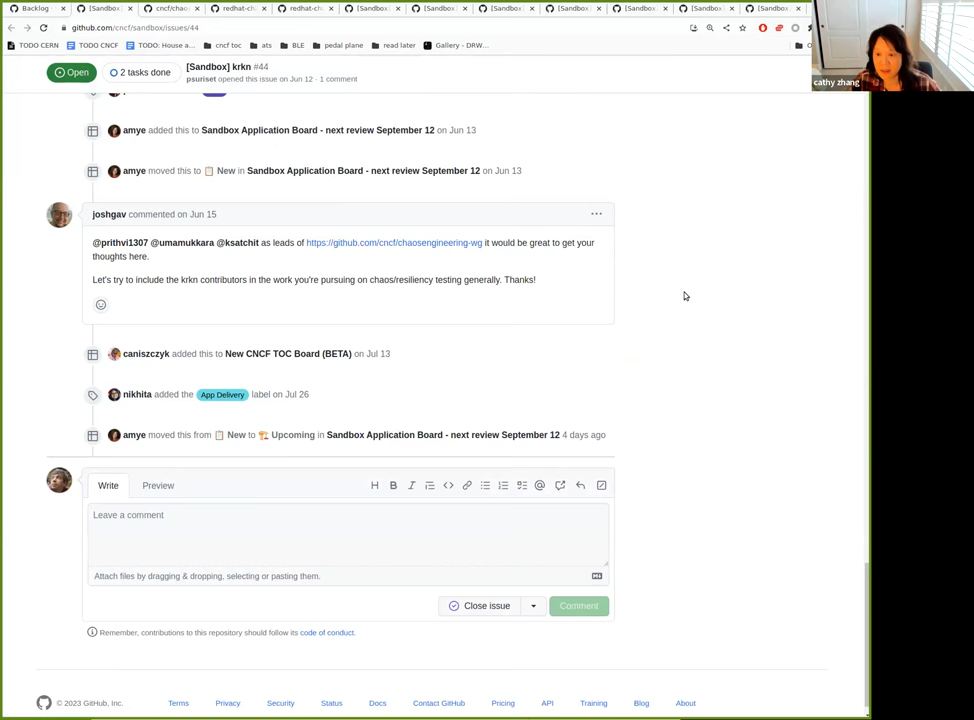 Backlog
[Sandbox]
cncf/chao
redhat-ch
redhat-ch
[Sandbox]
[Sandbox]
[Sandbox]
[Sandbox]
[Sandbox]
[Sandbox]
[Sandbox]
github.com/cncf/sandbox/issues/44
TODO CERN
TODO CNCF
TODO: House a...
cncf toc
ats
BLE
pedal plane
read later
Gallery - DRW...
cathy zhang
Open
2 tasks done
[Sandbox] krkn #44
psuriset opened this issue on Jun 12 · 1 comment
amye added this to Sandbox Application Board - next review September 12 on Jun 13
amye moved this to 📋 New in Sandbox Application Board - next review September 12 on Jun 13
joshgav commented on Jun 15
@prithvi1307 @umamukkara @ksatchit as leads of https://github.com/cncf/chaosengineering-wg it would be great to get your
thoughts here.
Let's try to include the krkn contributors in the work you're pursuing on chaos/resiliency testing generally. Thanks!
caniszczyk added this to New CNCF TOC Board (BETA) on Jul 13
nikhita added the App Delivery label on Jul 26
amye moved this from 📋 New to 🏗 Upcoming in Sandbox Application Board - next review September 12 4 days ago
Write
Preview
Leave a comment
Attach files by dragging & dropping, selecting or pasting them.
Close issue
Comment
Remember, contributions to this repository should follow its code of conduct.
© 2023 GitHub, Inc.
Terms
Privacy
Security
Status
Docs
Contact GitHub
Pricing
API
Training
Blog
About